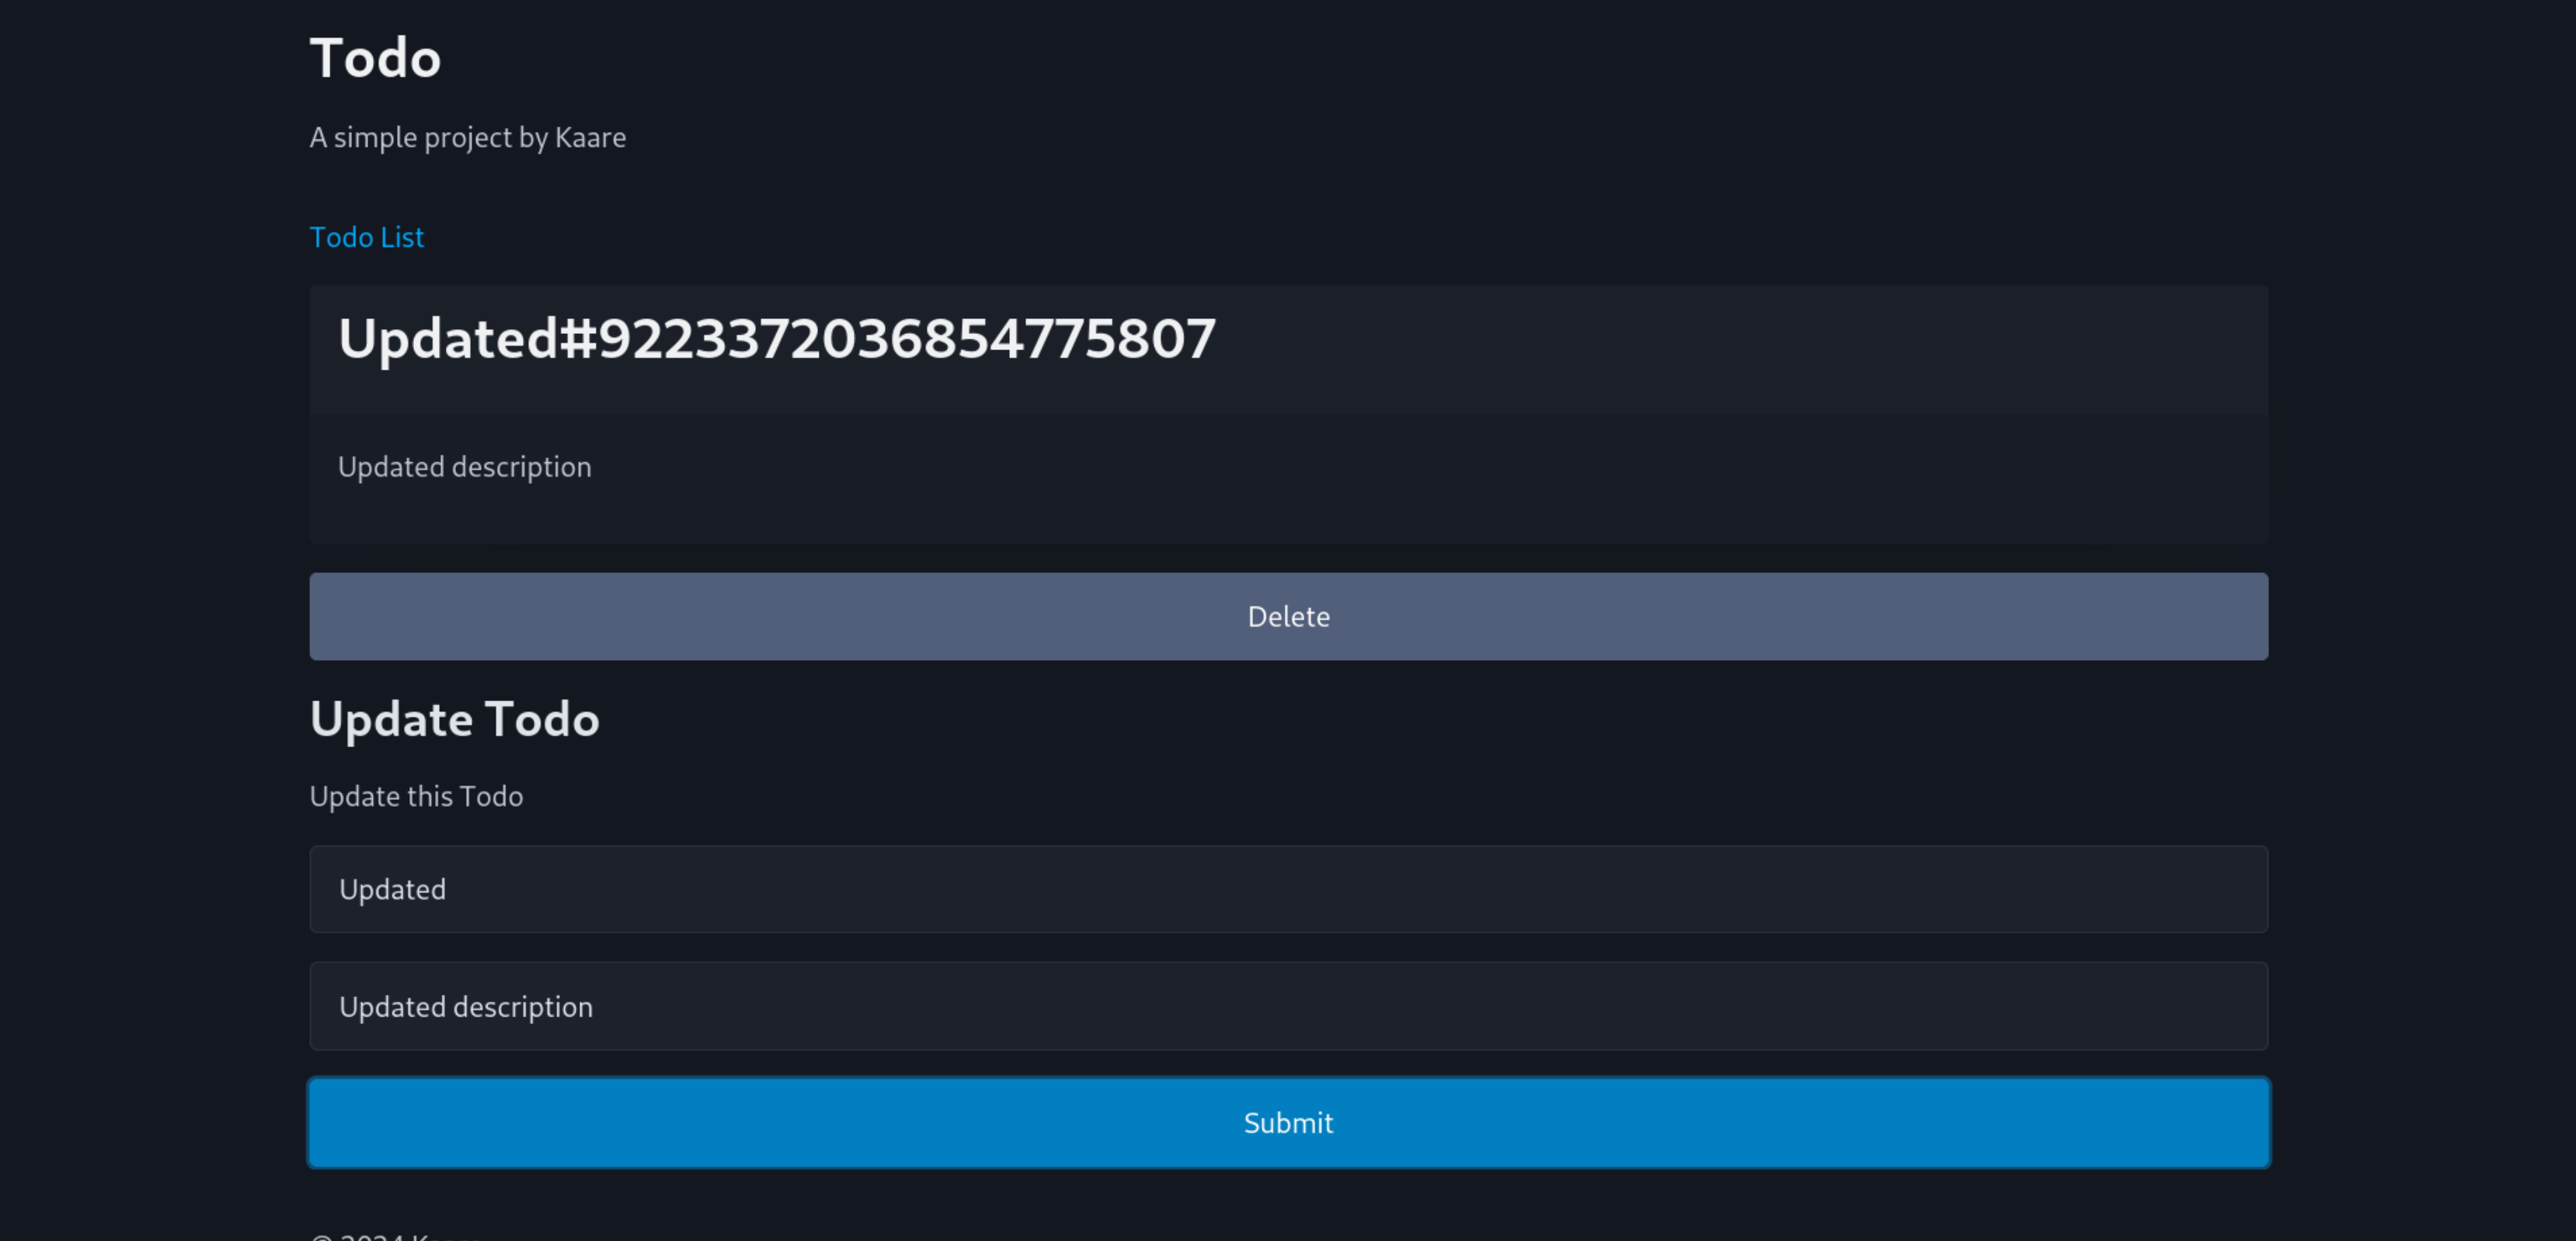 Todo
A simple project by Kaare
Todo List
Updated#9223372036854775807
Updated description
Delete
Update Todo
Update this Todo
Updated
Updated description
Submit
© 2024